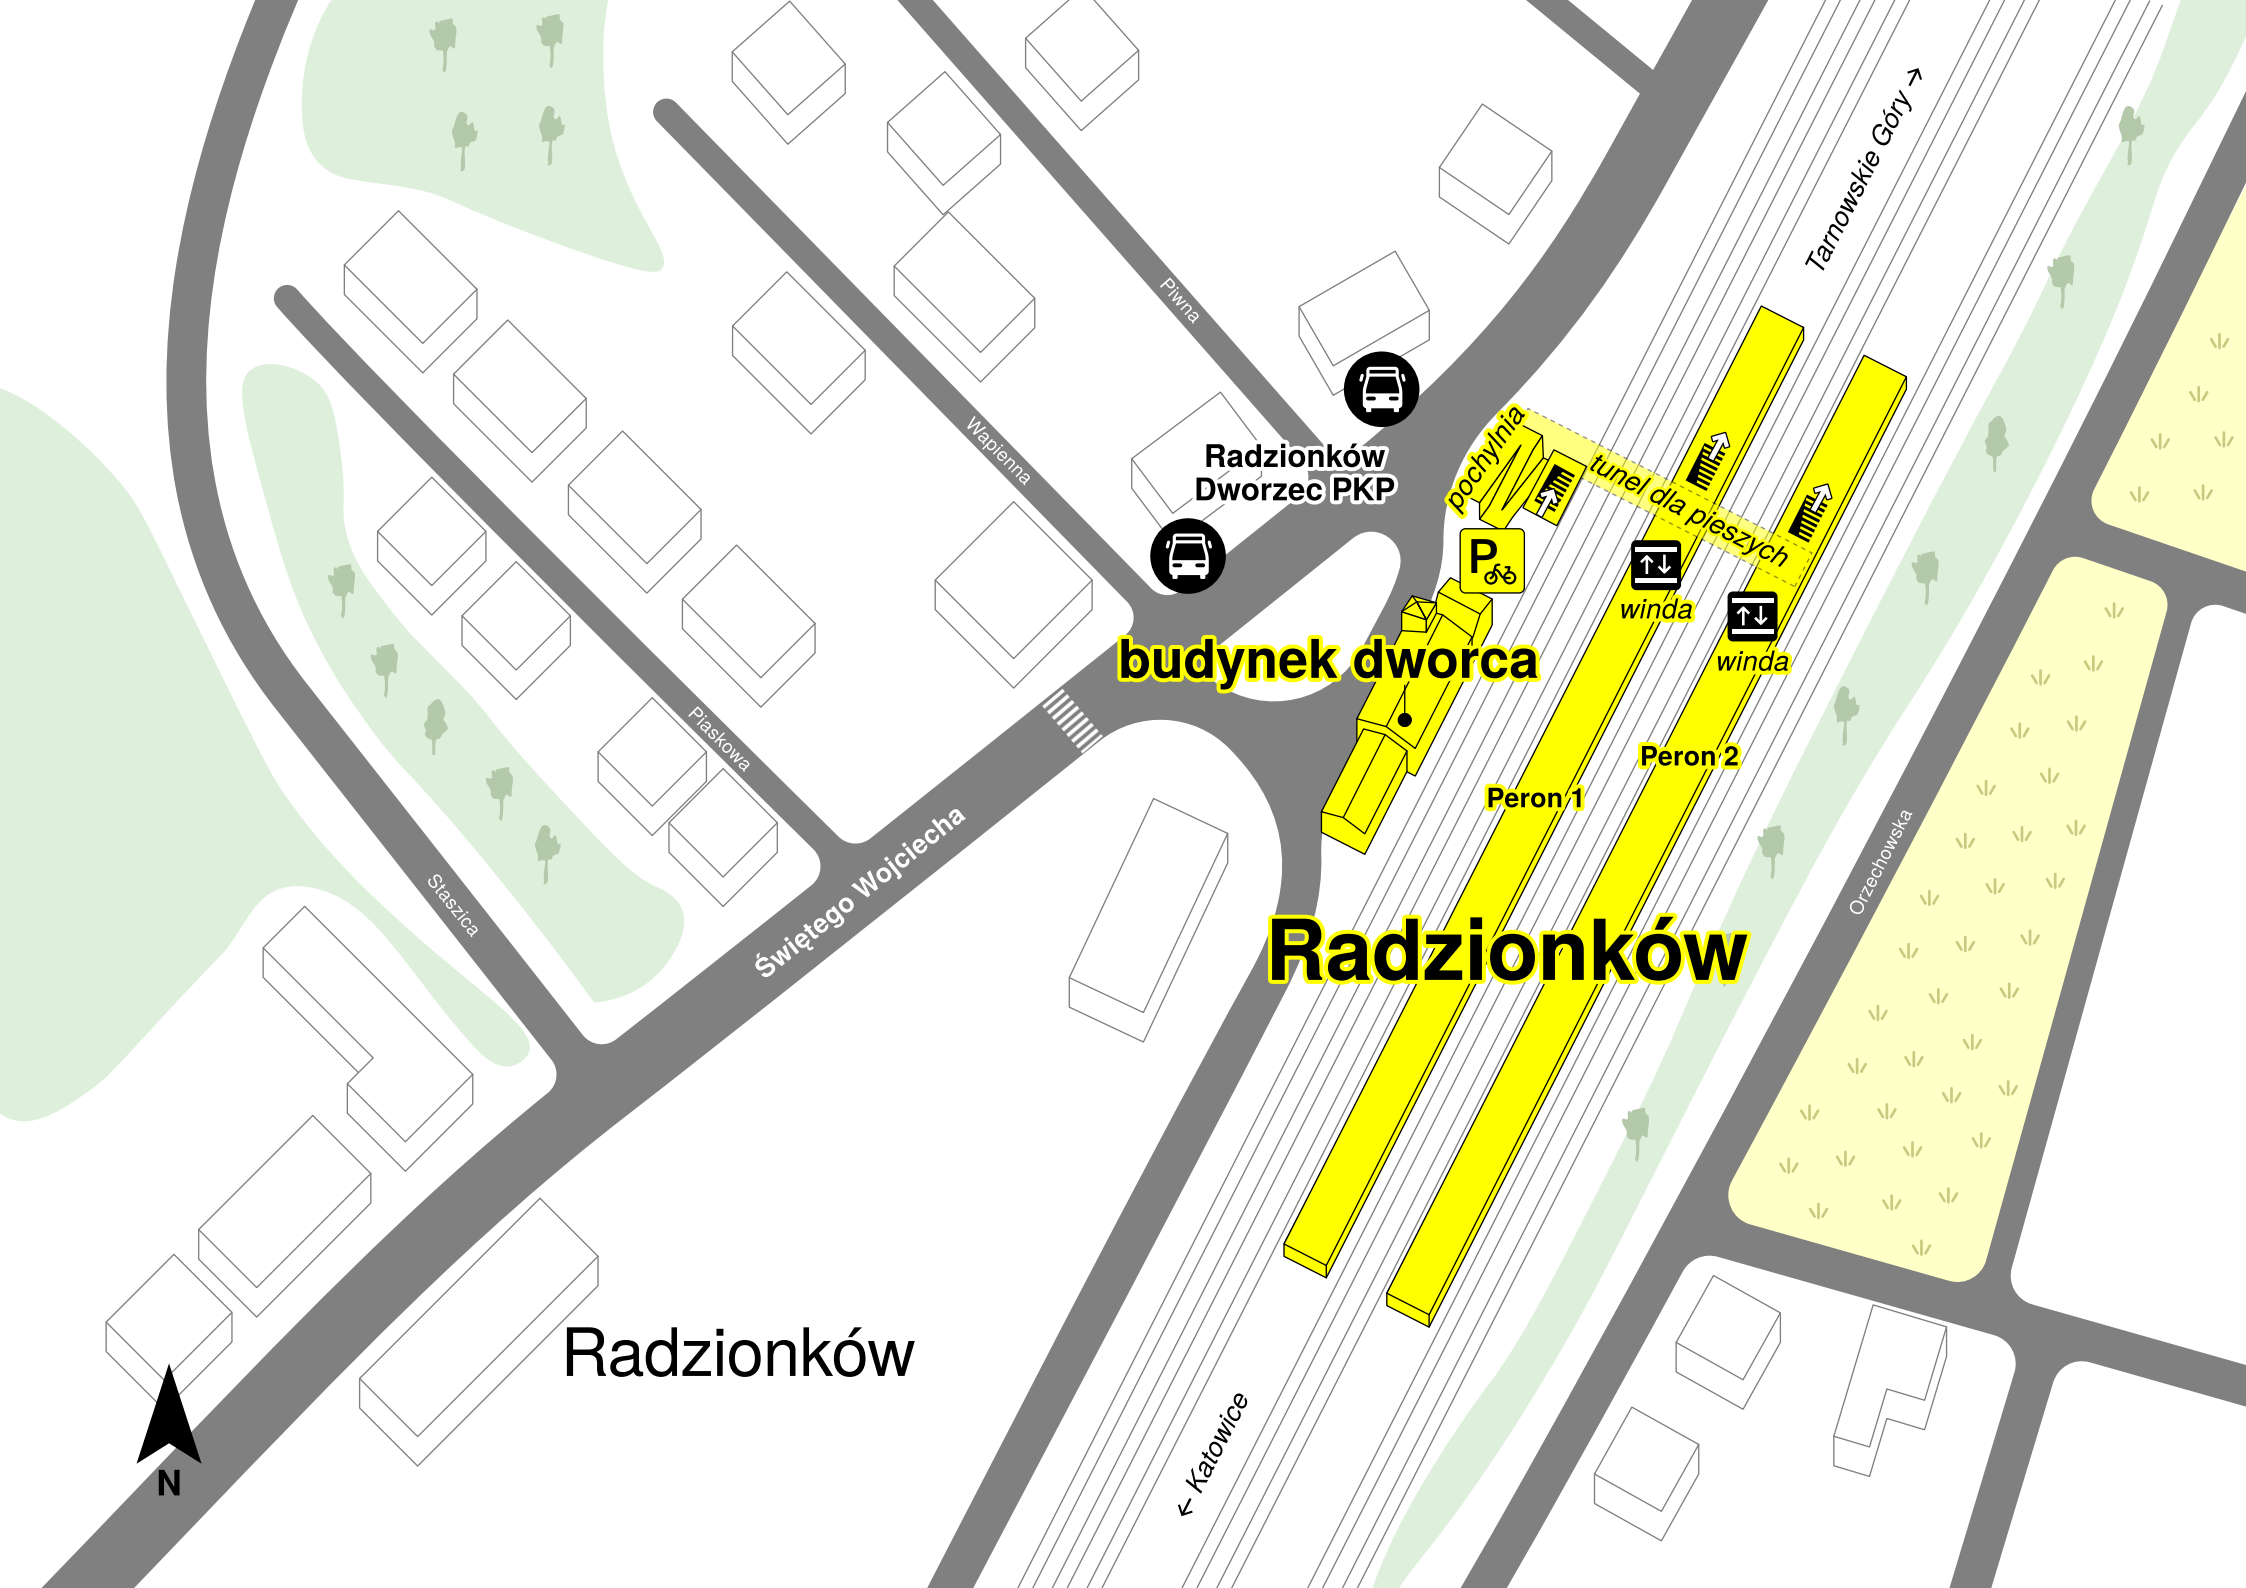 Tarnowskie Góry →
Piwna
Wapienna
Radzionków
Dworzec PKP
pochylnia
tunel dla pieszych
P
winda
winda
budynek dworca
Piaskowa
Peron 2
Peron 1
Świętego Wojciecha
Staszica
Orzechowska
Radzionków
Radzionków
← Katowice
N